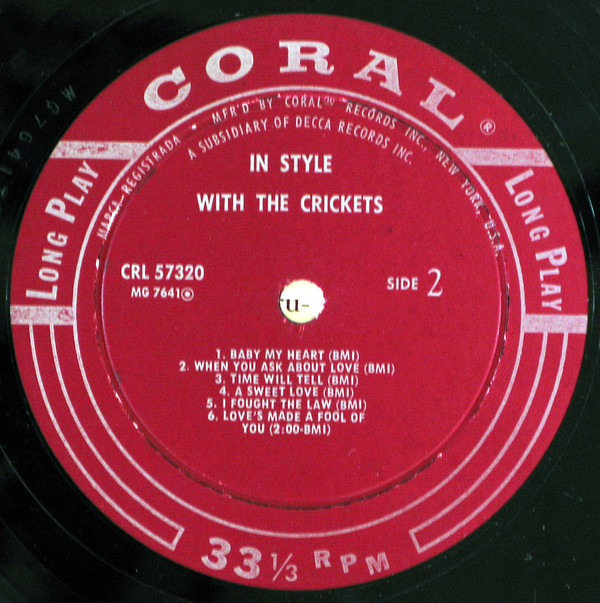 CORAL®
MFR'D BY CORAL RECORDS INC., NEW YORK, U.S.A.
MARCA REGISTRADA
A SUBSIDIARY OF DECCA RECORDS INC.
IN STYLE
WITH THE CRICKETS
LONG PLAY
LONG PLAY
CRL 57320
MG 7641
SIDE 2
u-
1. BABY MY HEART (BMI)
2. WHEN YOU ASK ABOUT LOVE (BMI)
3. TIME WILL TELL (BMI)
4. A SWEET LOVE (BMI)
5. I FOUGHT THE LAW (BMI)
6. LOVE'S MADE A FOOL OF
YOU (2:00-BMI)
33 1/3 RPM